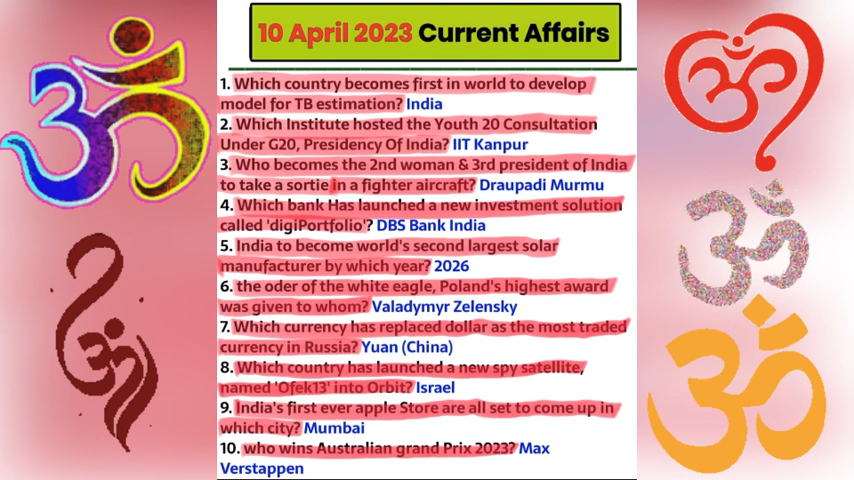 10 April 2023 Current Affairs
1. Which country becomes first in world to develop
model for TB estimation? India
2. Which Institute hosted the Youth 20 Consultation
Under G20, Presidency Of India? IIT Kanpur
3. Who becomes the 2nd woman & 3rd president of India
to take a sortie in a fighter aircraft? Draupadi Murmu
4. Which bank Has launched a new investment solution
called 'digiPortfolio'? DBS Bank India
5. India to become world's second largest solar
manufacturer by which year? 2026
6. the oder of the white eagle, Poland's highest award
was given to whom? Valadymyr Zelensky
7. Which currency has replaced dollar as the most traded
currency in Russia? Yuan (China)
8. Which country has launched a new spy satellite,
named 'Ofek13' into Orbit? Israel
9. India's first ever apple Store are all set to come up in
which city? Mumbai
10. who wins Australian grand Prix 2023? Max
Verstappen